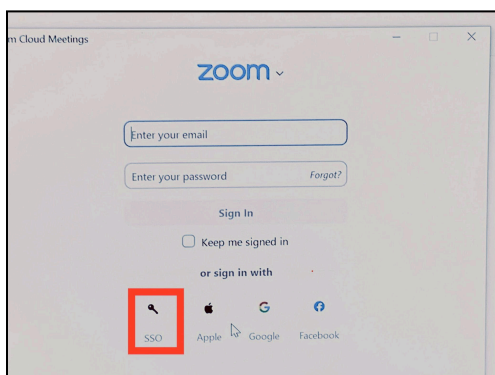 m Cloud Meetings
zoom
Enter your email
Enter your password Forgot?
Sign In
Keep me signed in
or sign in with
SSO Apple Google Facebook